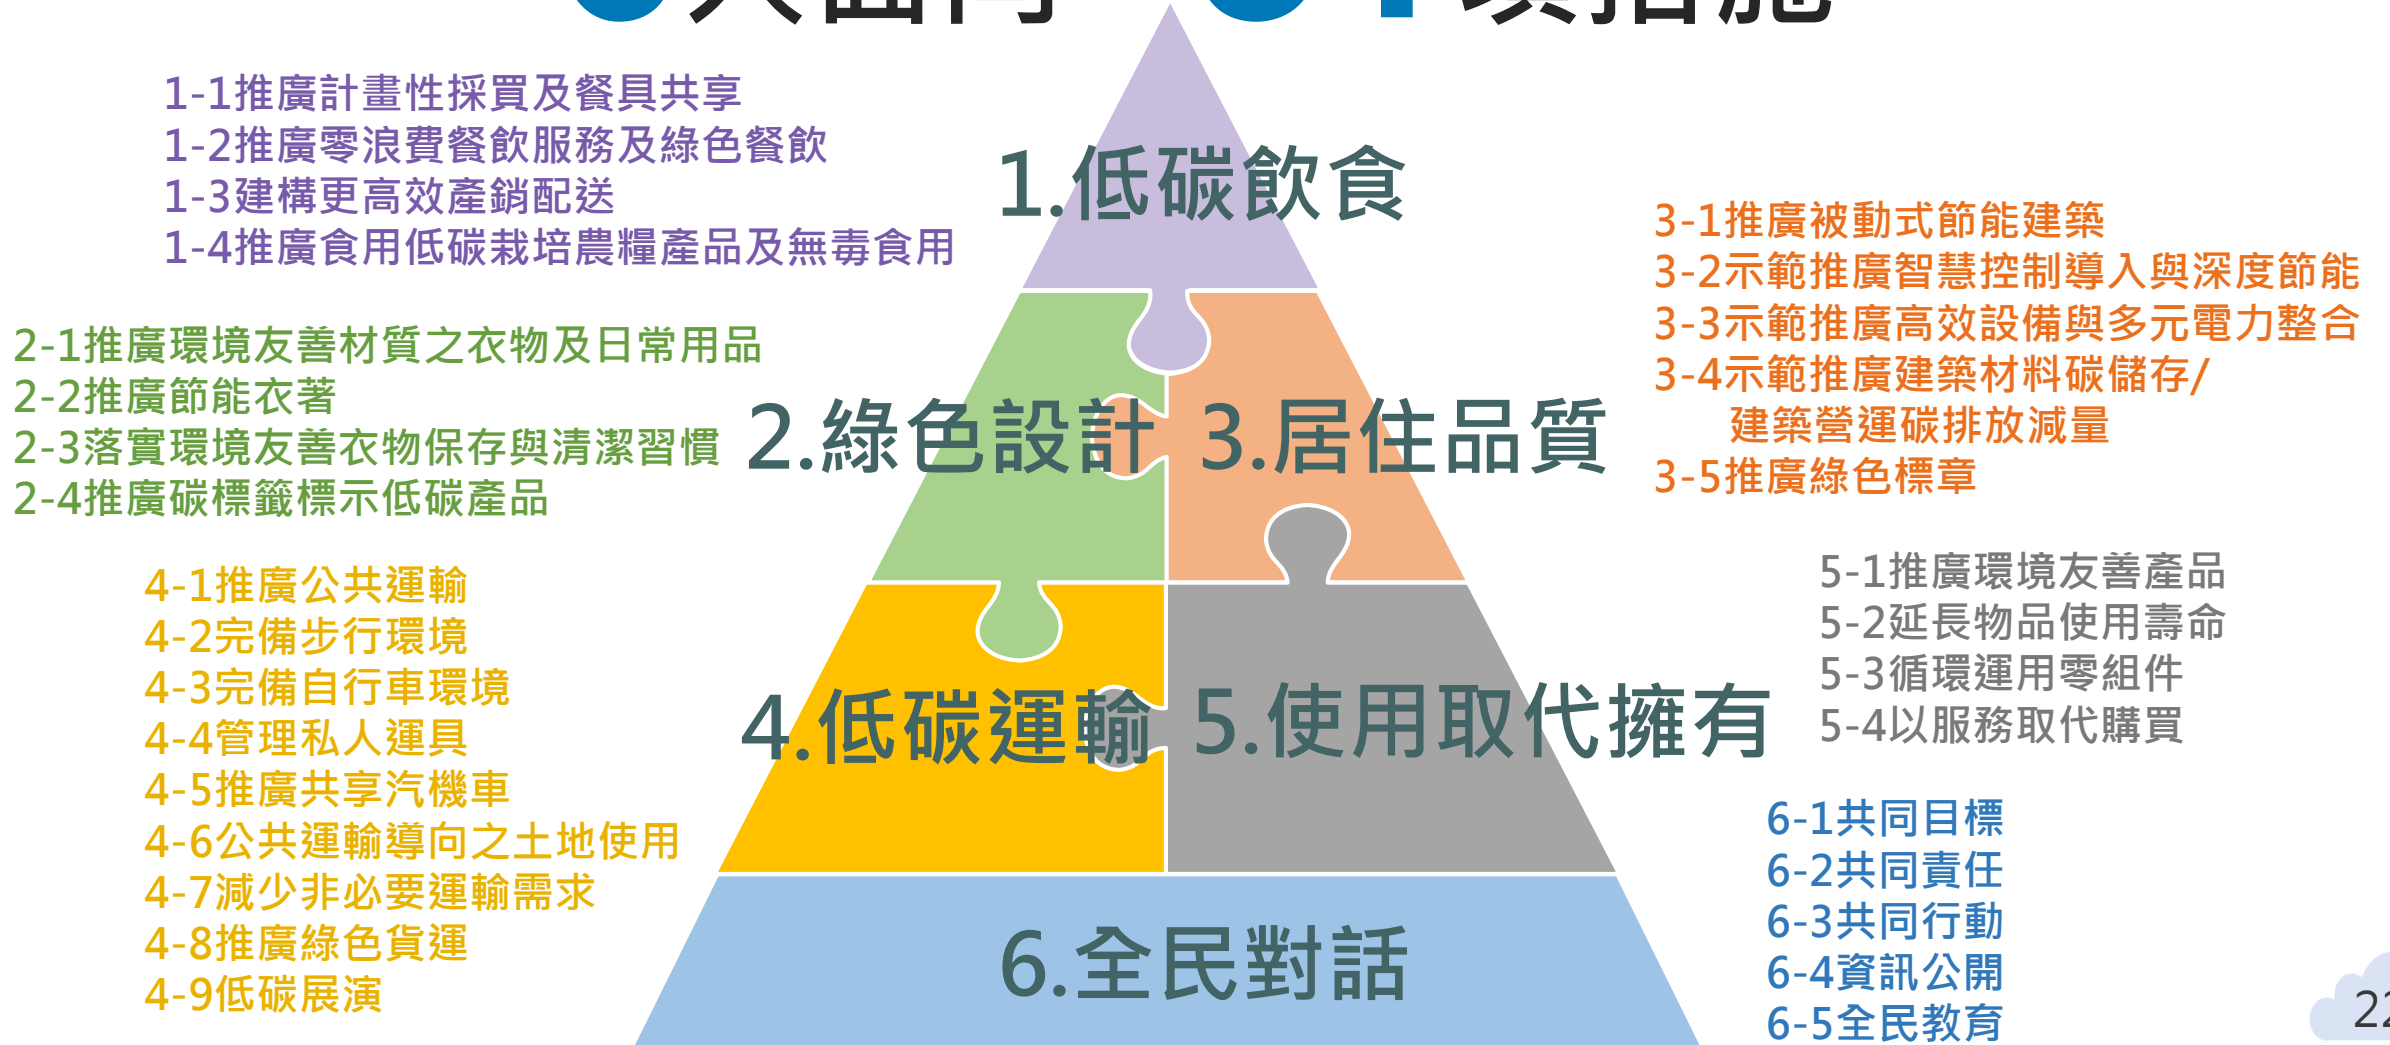 大面向
項措施
1-1推廣計畫性採買及餐具共享
1-2推廣零浪費餐飲服務及綠色餐飲
1-3建構更高效產銷配送
1-4推廣食用低碳栽培農糧產品及無毒食用
1.低碳飲食
3-1推廣被動式節能建築
3-2示範推廣智慧控制導入與深度節能
3-3示範推廣高效設備與多元電力整合
3-4示範推廣建築材料碳儲存/
建築營運碳排放減量
3-5推廣綠色標章
2-1推廣環境友善材質之衣物及日常用品
2-2推廣節能衣著
2-3落實環境友善衣物保存與清潔習慣
2-4推廣碳標籤標示低碳產品
2.綠色設計
3.居住品質
4-1推廣公共運輸
4-2完備步行環境
4-3完備自行車環境
4-4管理私人運具
4-5推廣共享汽機車
4-6公共運輸導向之土地使用
4-7減少非必要運輸需求
4-8推廣綠色貨運
4-9低碳展演
4.低碳運輸
5.使用取代擁有
5-1推廣環境友善產品
5-2延長物品使用壽命
5-3循環運用零組件
5-4以服務取代購買
6.全民對話
6-1共同目標
6-2共同責任
6-3共同行動
6-4資訊公開
6-5全民教育
22